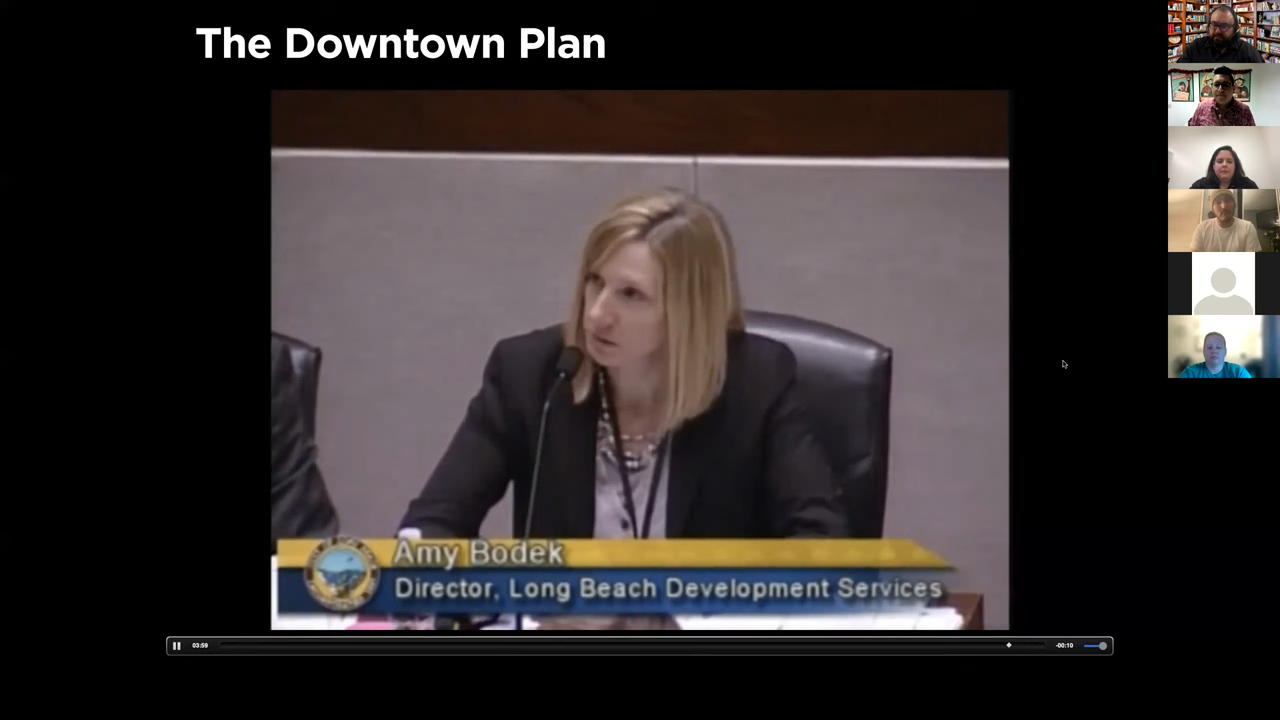 The Downtown Plan
Amy Bodek
Director, Long Beach Development Services
03:59
-00:10